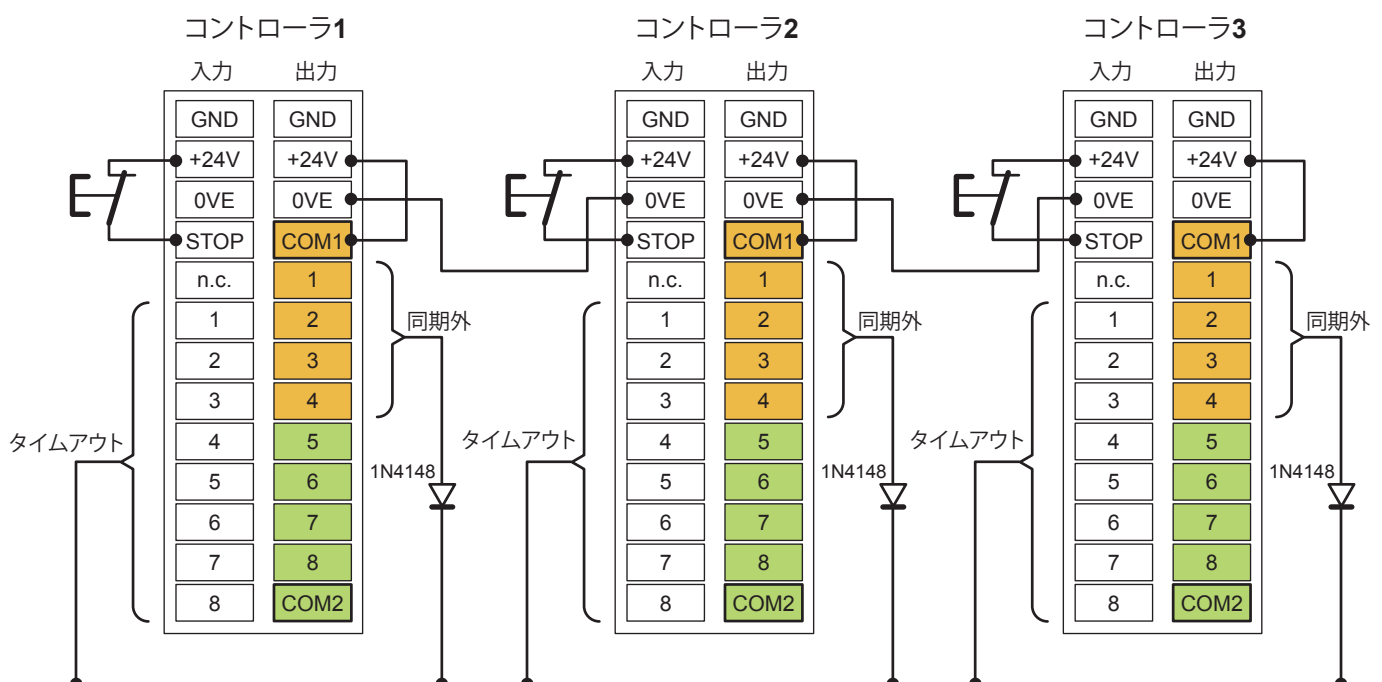 コントローラ1
入力 出力
GND GND
+24V +24V
0VE 0VE
STOP COM1
n.c. 1
1 2
同期外
2 3
3 4
タイムアウト
4 5
5 6
1N4148
6 7
7 8
8 COM2
コントローラ2
入力 出力
GND GND
+24V +24V
0VE 0VE
STOP COM1
n.c. 1
1 2
同期外
2 3
3 4
タイムアウト
4 5
5 6
1N4148
6 7
7 8
8 COM2
コントローラ3
入力 出力
GND GND
+24V +24V
0VE 0VE
STOP COM1
n.c. 1
1 2
同期外
2 3
3 4
タイムアウト
4 5
5 6
1N4148
6 7
7 8
8 COM2